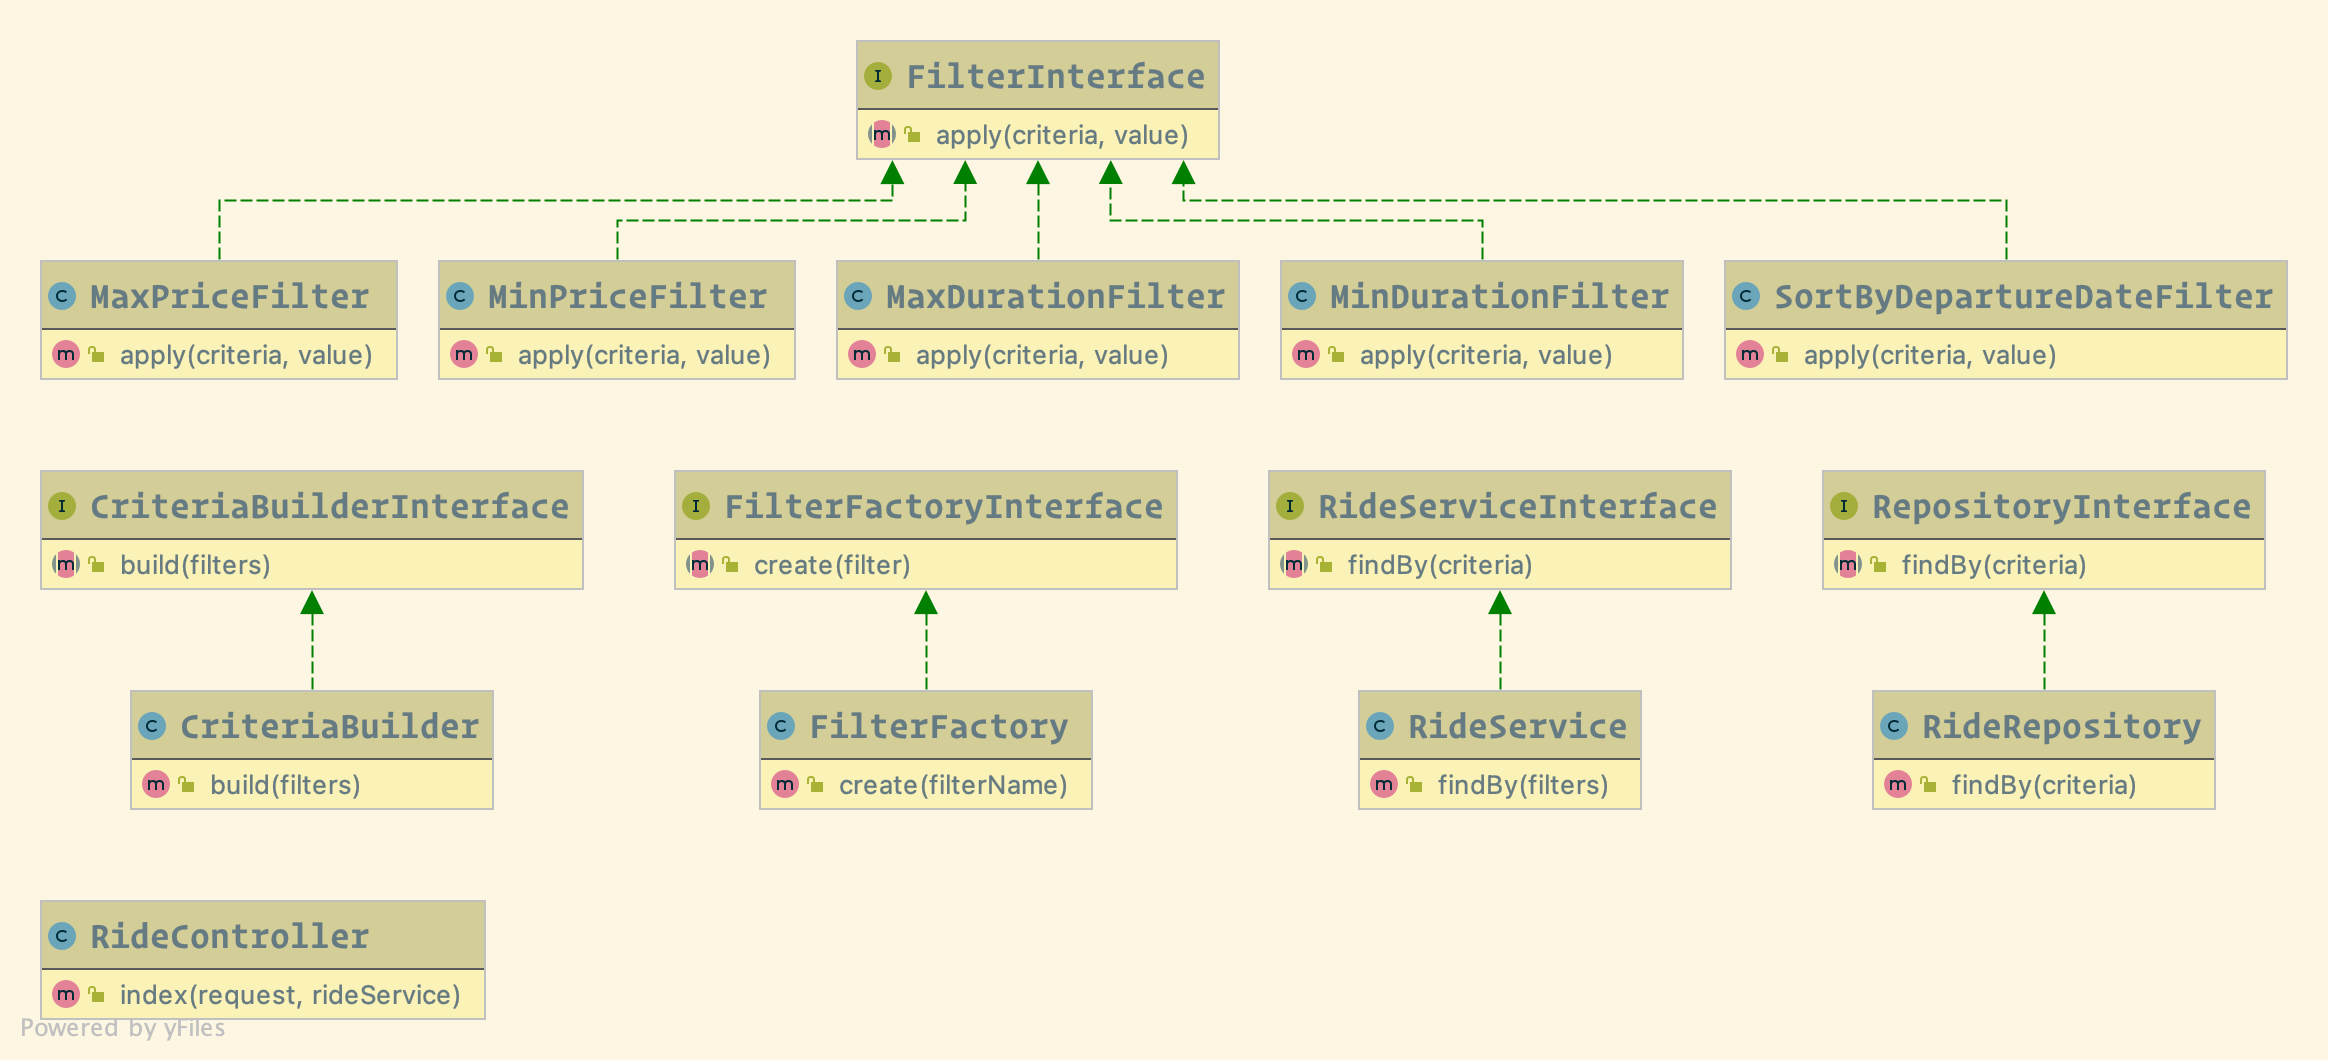 I FilterInterface
m apply(criteria, value)
C MaxPriceFilter
m apply(criteria, value)
C MinPriceFilter
m apply(criteria, value)
C MaxDurationFilter
m apply(criteria, value)
C MinDurationFilter
m apply(criteria, value)
C SortByDepartureDateFilter
m apply(criteria, value)
I CriteriaBuilderInterface
m build(filters)
I FilterFactoryInterface
m create(filter)
I RideServiceInterface
m findBy(criteria)
I RepositoryInterface
m findBy(criteria)
C CriteriaBuilder
m build(filters)
C FilterFactory
m create(filterName)
C RideService
m findBy(filters)
C RideRepository
m findBy(criteria)
C RideController
m index(request, rideService)
Powered by yFiles